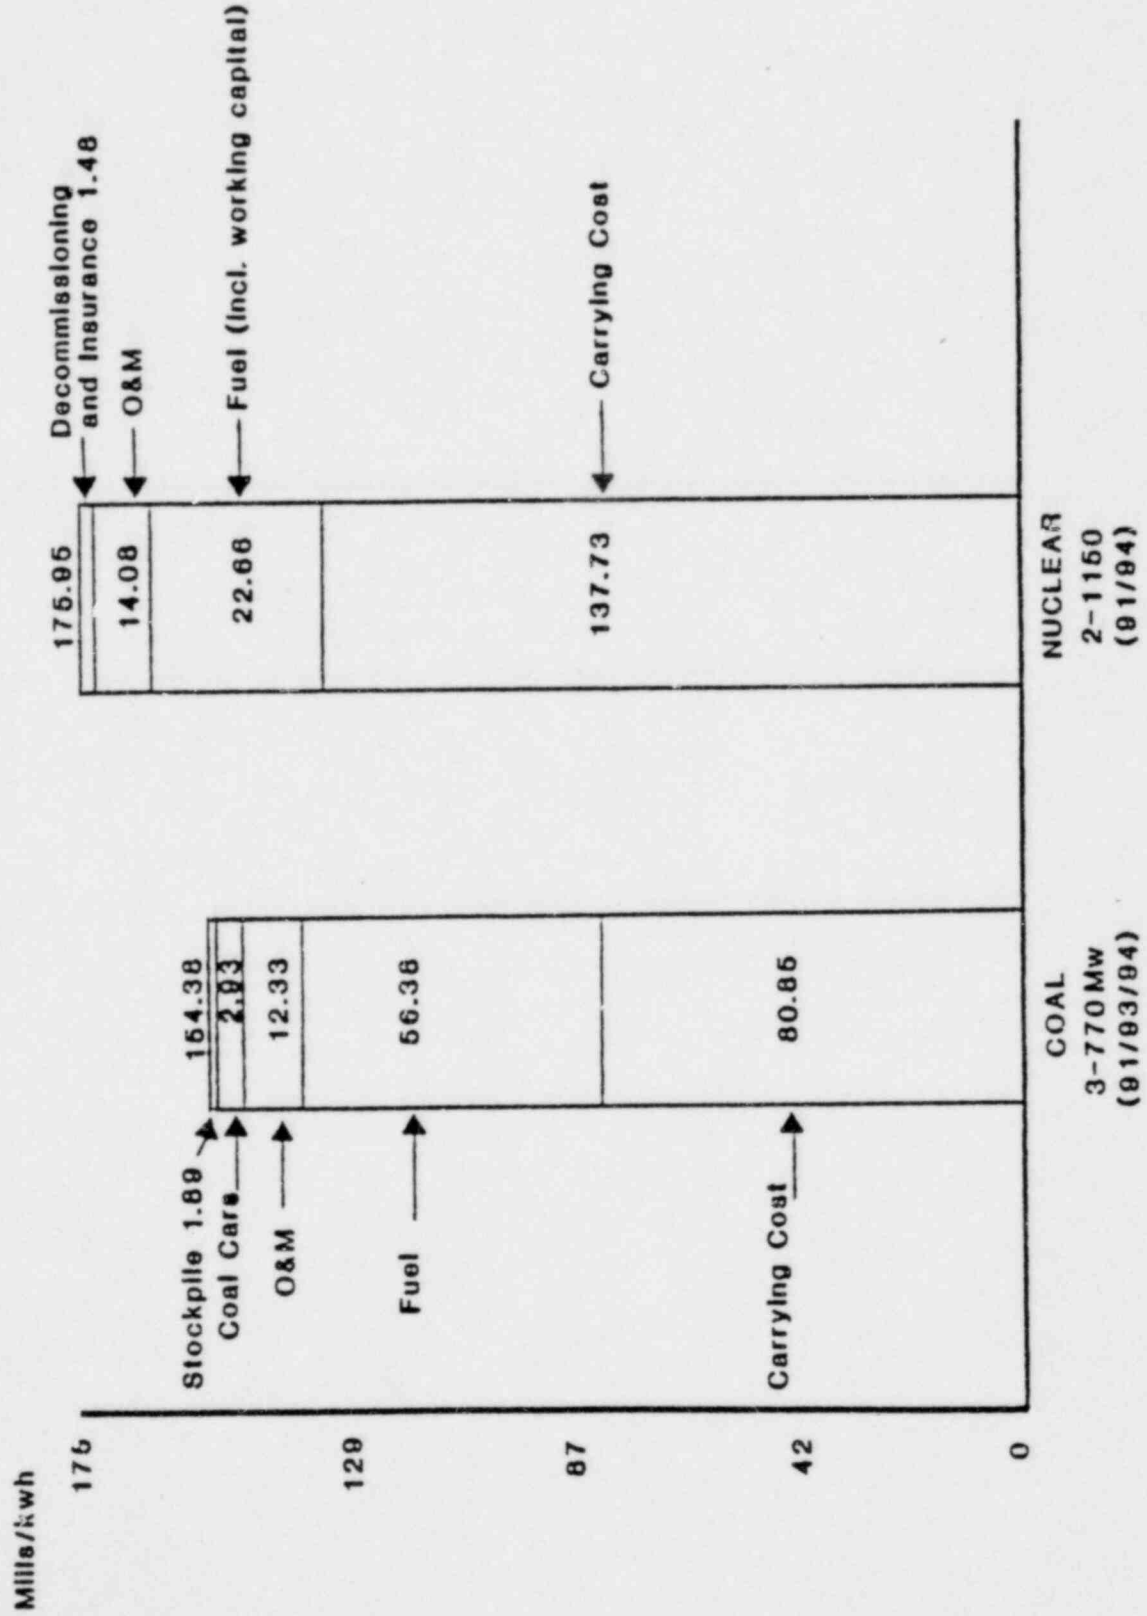 Mills/kwh
175
129
87
42
0
Stockpile 1.89
Coal Cars
O&M
Fuel
Carrying Cost
154.38
2.93
12.33
56.38
80.85
COAL
3-770Mw
(91/93/94)
175.95
14.08
22.66
137.73
NUCLEAR
2-1150
(91/94)
Decommissioning
and Insurance 1.48
O&M
Fuel (Incl. working capital)
Carrying Cost